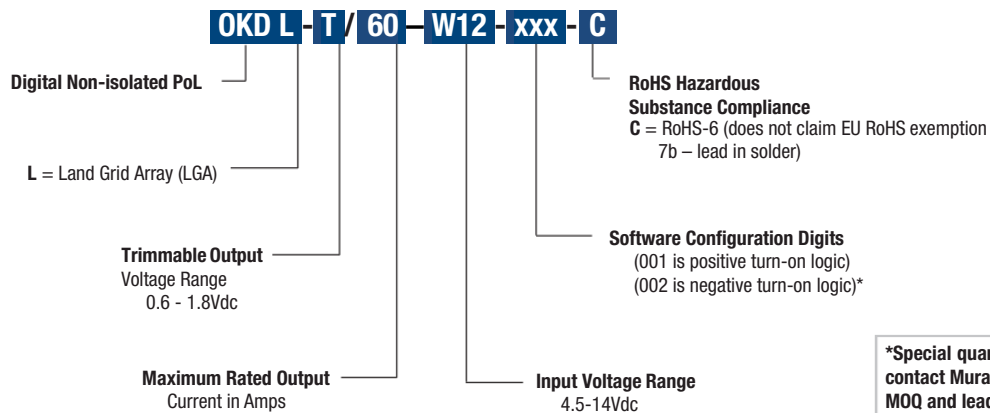 OKD L-T/60-W12-xxx-C
Digital Non-isolated PoL
L = Land Grid Array (LGA)
Trimmable Output
Voltage Range
0.6 - 1.8Vdc
Maximum Rated Output
Current in Amps
Input Voltage Range
4.5-14Vdc
Software Configuration Digits
(001 is positive turn-on logic)
(002 is negative turn-on logic)*
RoHS Hazardous
Substance Compliance
C = RoHS-6 (does not claim EU RoHS exemption
7b – lead in solder)
*Special
contact
MOQ and